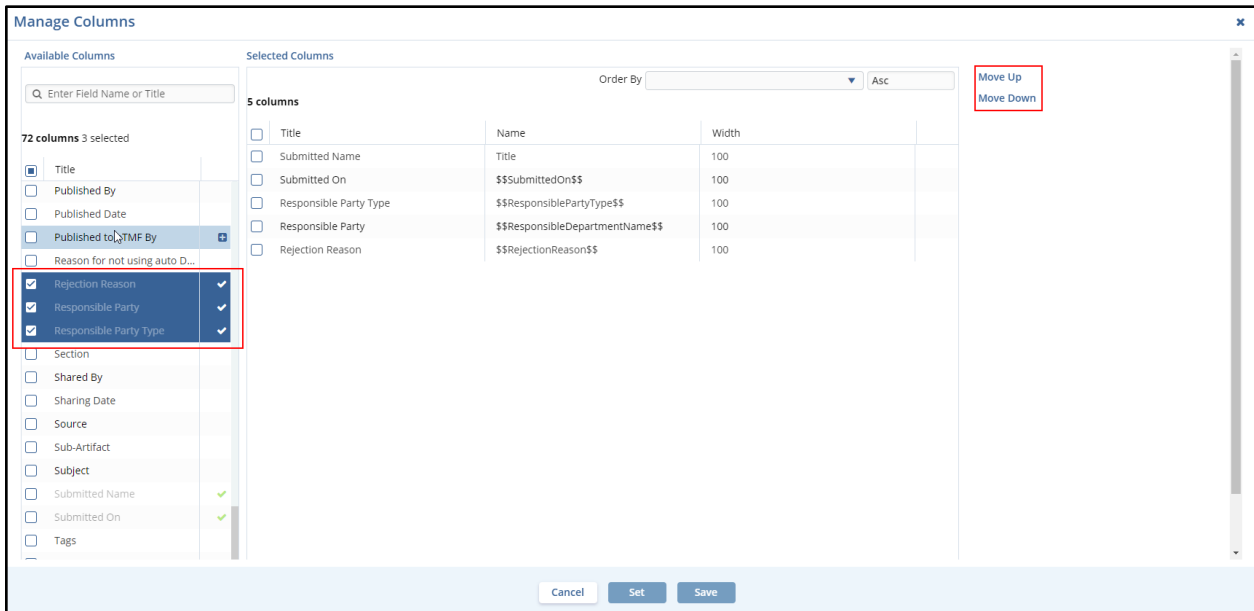 Manage Columns
Available Columns
Selected Columns
Order By
Asc
Move Up
Move Down
Enter Field Name or Title
5 columns
72 columns 3 selected
Title Name Width
Title
Submitted Name Title 100
Published By
Submitted On $$SubmittedOn$$ 100
Published Date
Responsible Party Type $$ResponsiblePartyType$$ 100
Responsible Party $$ResponsibleDepartmentName$$ 100
Rejection Reason $$RejectionReason$$ 100
Published to TMF By
Reason for not using auto D...
Rejection Reason
Responsible Party
Responsible Party Type
Section
Shared By
Sharing Date
Source
Sub-Artifact
Subject
Submitted Name
Submitted On
Tags
Cancel
Set
Save